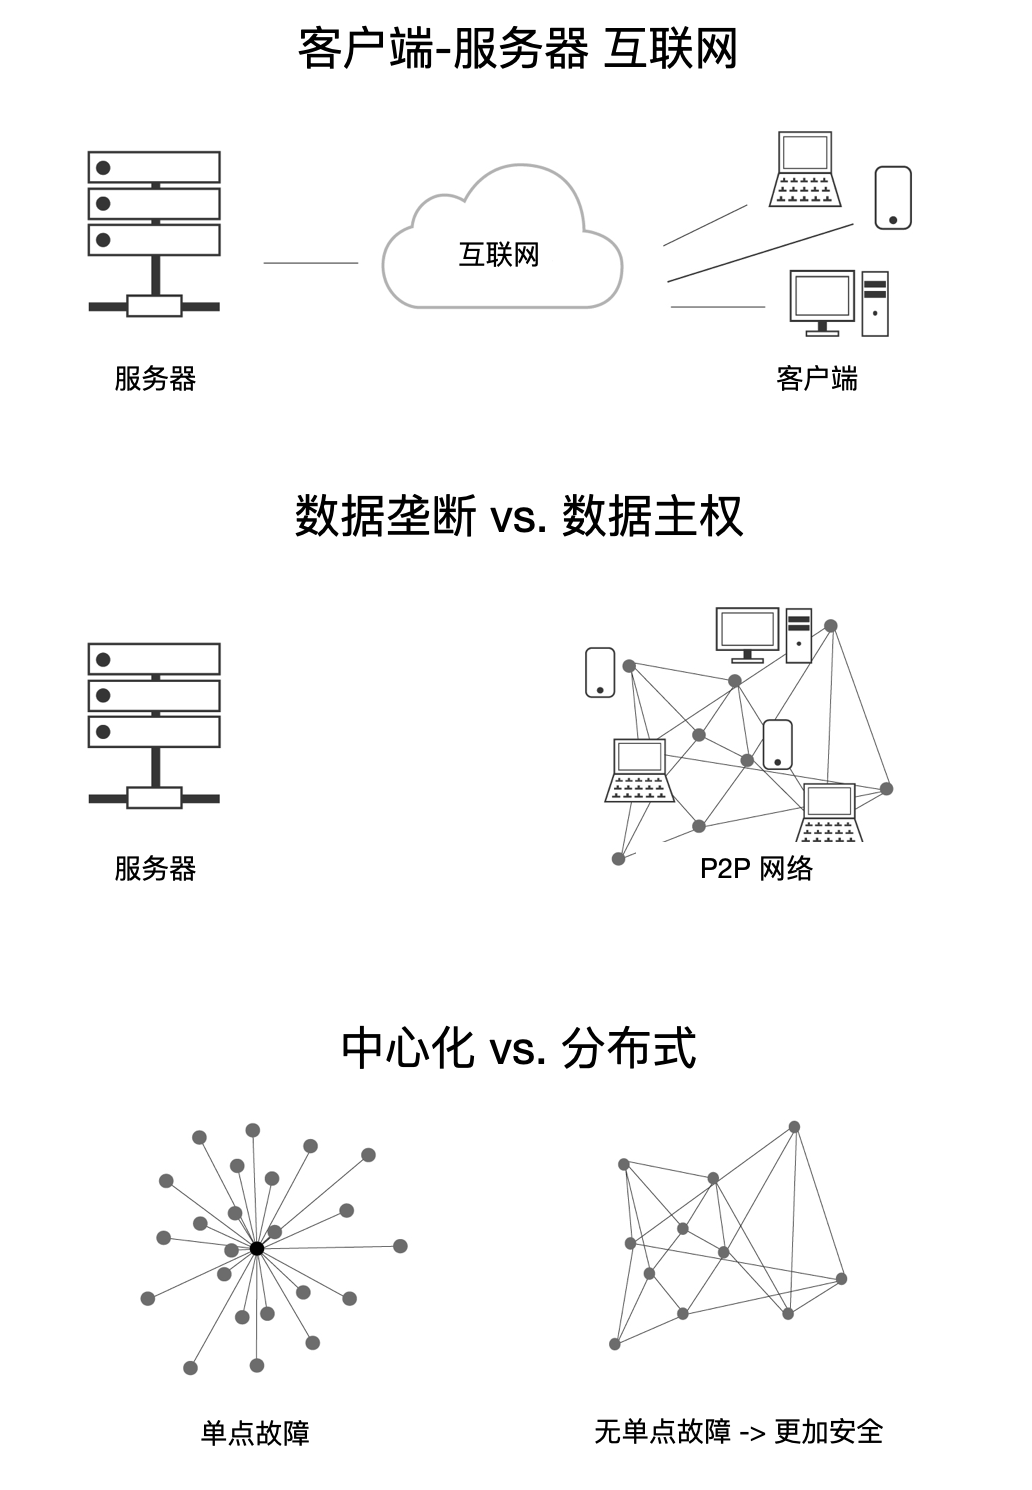 客户端-服务器 互联网
互联网
服务器
客户端
数据垄断 vs. 数据主权
服务器
P2P 网络
中心化 vs. 分布式
单点故障
无单点故障 -> 更加安全